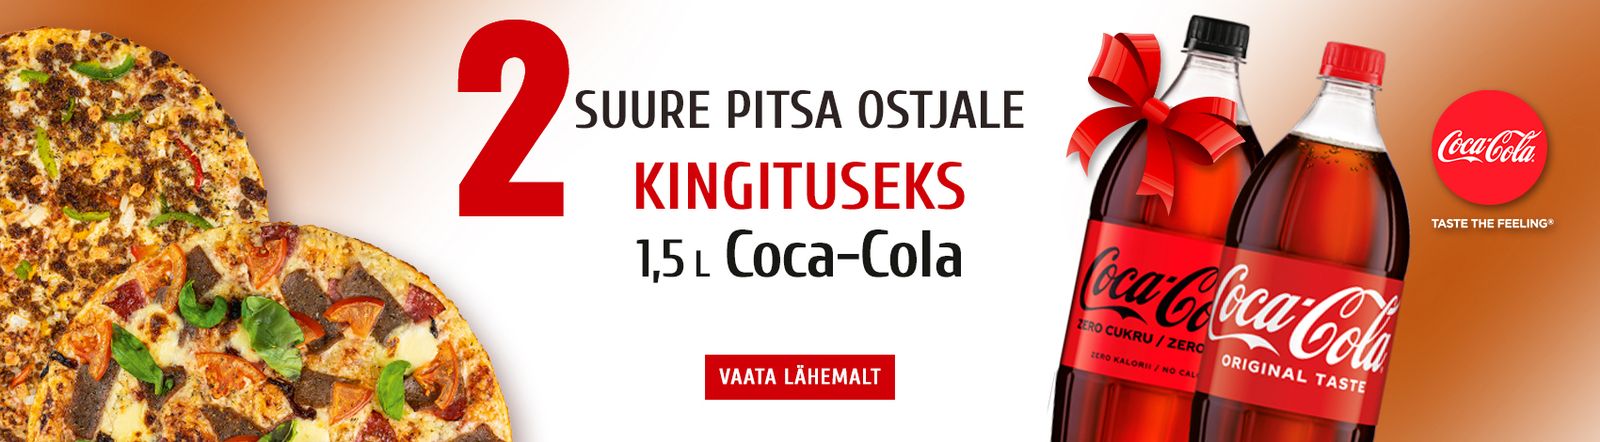 2 SUURE PITSA OSTJALE
KINGITUSEKS
1,5 L Coca-Cola
VAATA LÄHEMALT
Coca-Co
ZERO CUKRU / ZERO
ZERO KALORII / NO CAL
Coca-Cola
ORIGINAL TASTE
Coca-Cola
TASTE THE FEELING®